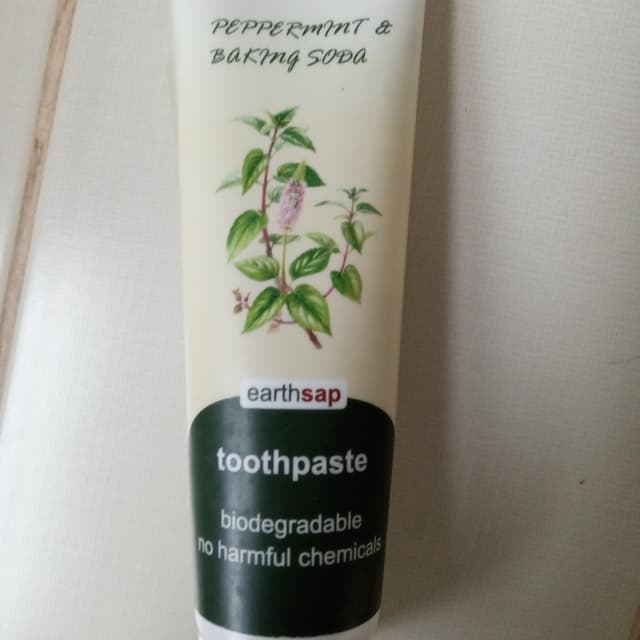 PEPPERMINT &
BAKING SODA
earthsap
toothpaste
biodegradable
no harmful chemicals